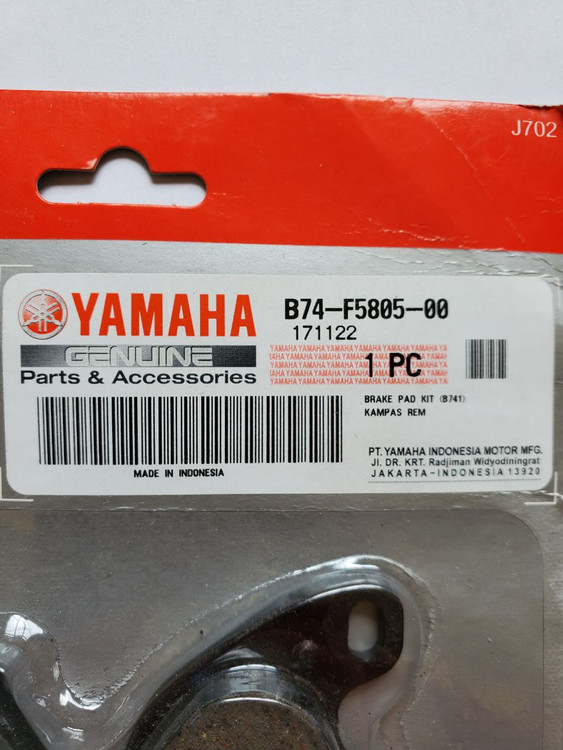 J702
YAMAHA
GENUINE
Parts & Accessories
B74-F5805-00
171122
1 PC
BRAKE PAD KIT (B741)
KAMPAS REM
MADE IN INDONESIA
PT. YAMAHA INDONESIA MOTOR MFG.
Jl. DR. KRT. Radjiman Widyodiningrat
JAKARTA-INDONESIA 13920